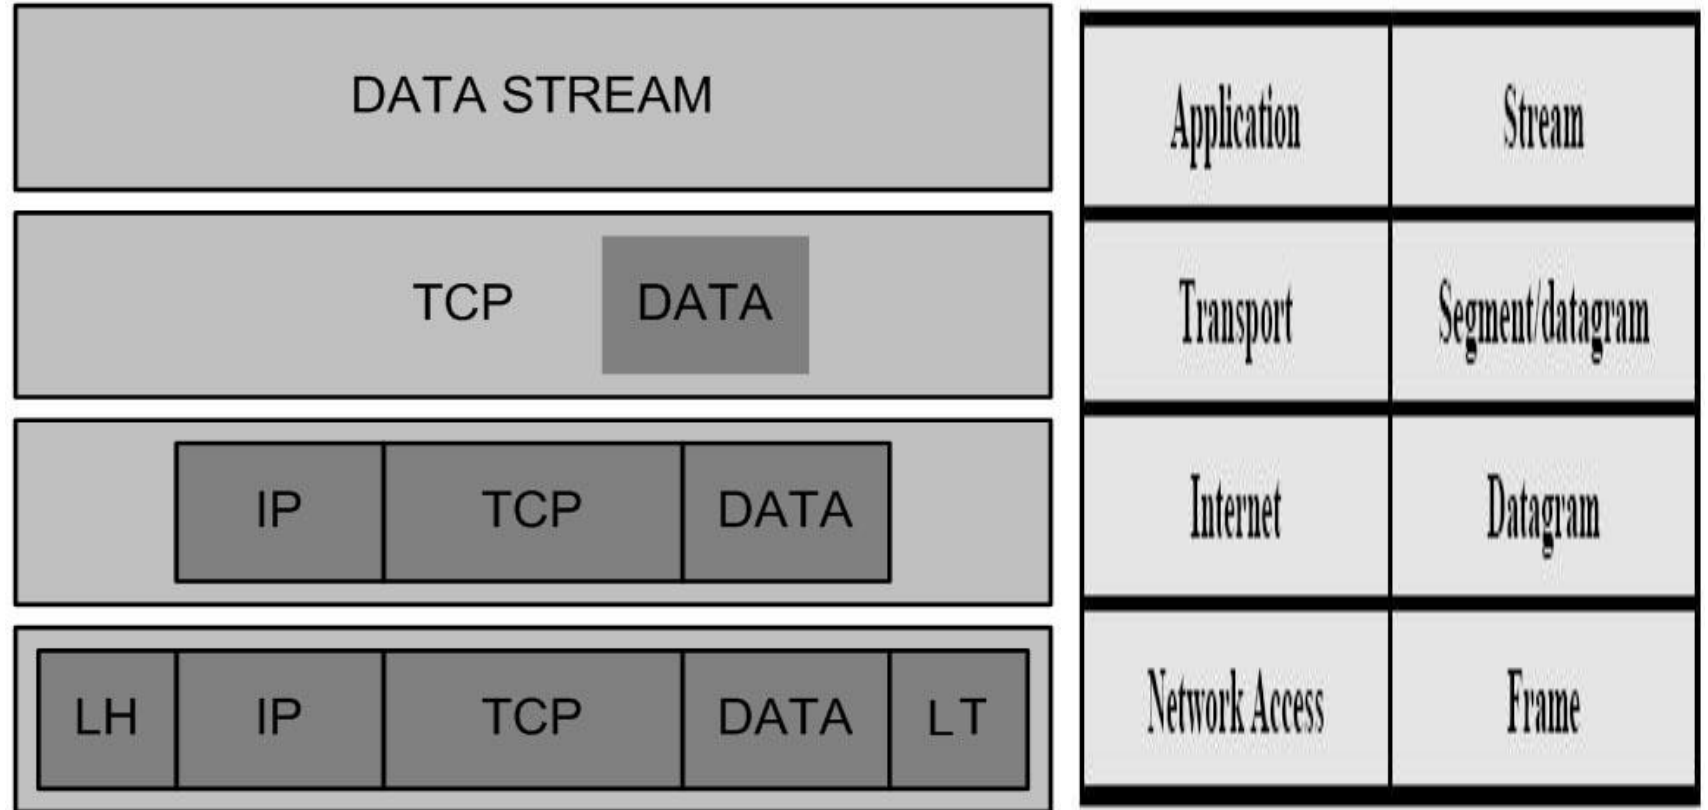 DATA STREAM
TCP DATA
IP TCP DATA
LH IP TCP DATA LT
Application Stream
Transport Segment/datagram
Internet Datagram
Network Access Frame